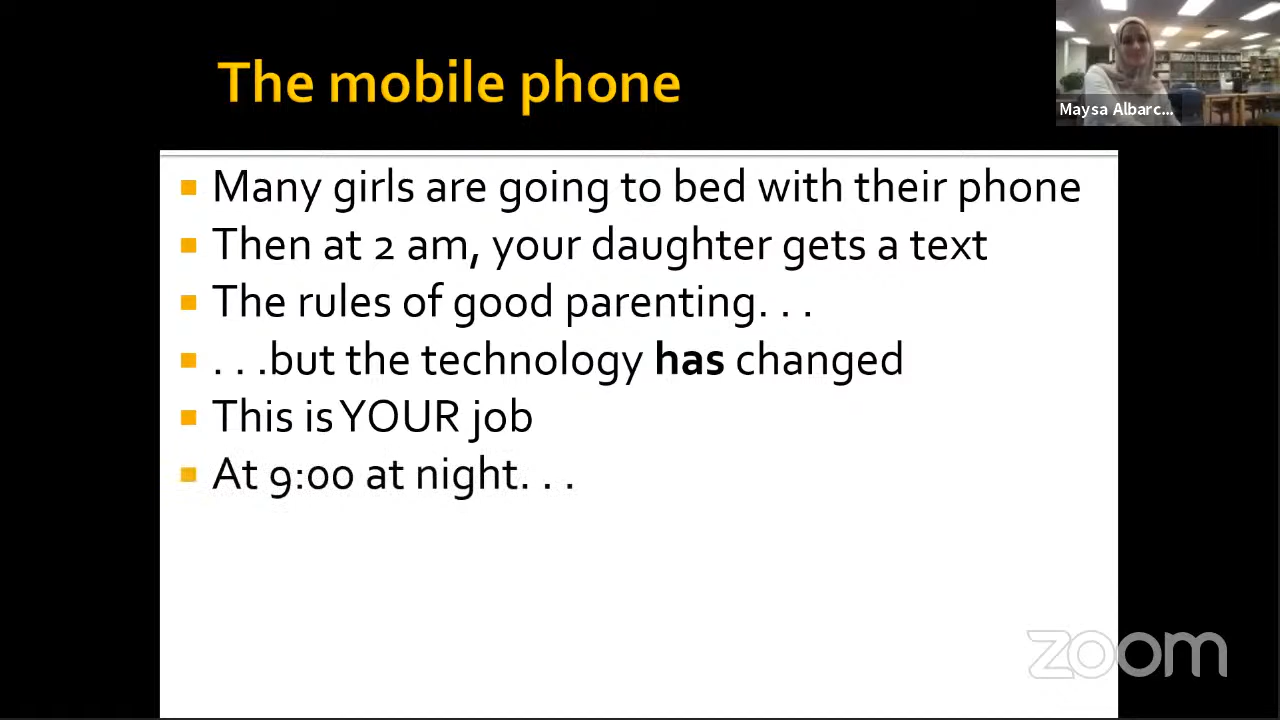 The mobile phone
Maysa Albarc...
Many girls are going to bed with their phone
Then at 2 am, your daughter gets a text
The rules of good parenting. . .
. . .but the technology has changed
This is YOUR job
At 9:00 at night. . .
zoom